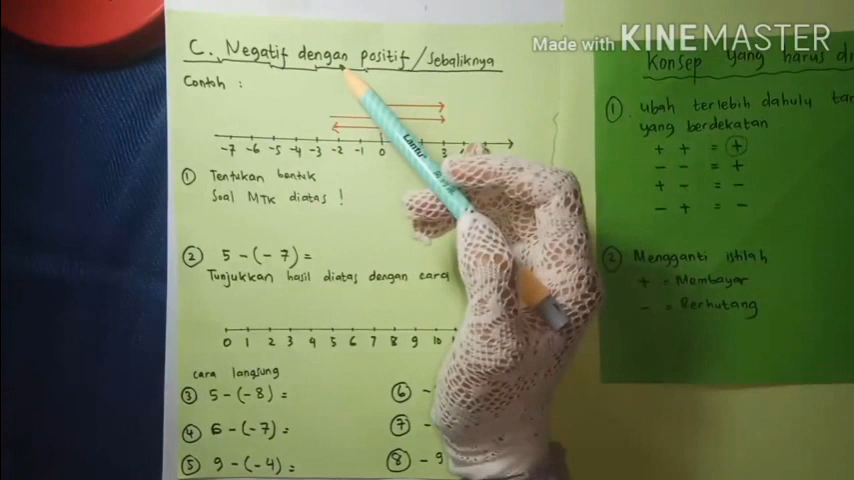 C. Negatif dengan positif / sebaliknya
Made with KINEMASTER
Contoh :
-7 -6 -5 -4 -3 -2 -1 0 3
① Tentukan bentuk
Soal MTK diatas !
② 5 - (- 7) =
Tunjukkan hasil diatas dengan cara
0 1 2 3 4 5 6 7 8 9 10
cara langsung
③ 5 - (- 8) =
④ 6 - (- 7) =
⑤ 9 - (- 4) =
⑥ -
⑦ -
⑧ - 9
Lantu
Konsep yang harus
① ubah terlebih dahulu
yang berdekatan
+ + = +
- - = +
+ - = -
- + = -
② Mengganti istilah
+ = Membayar
- = Berhutang